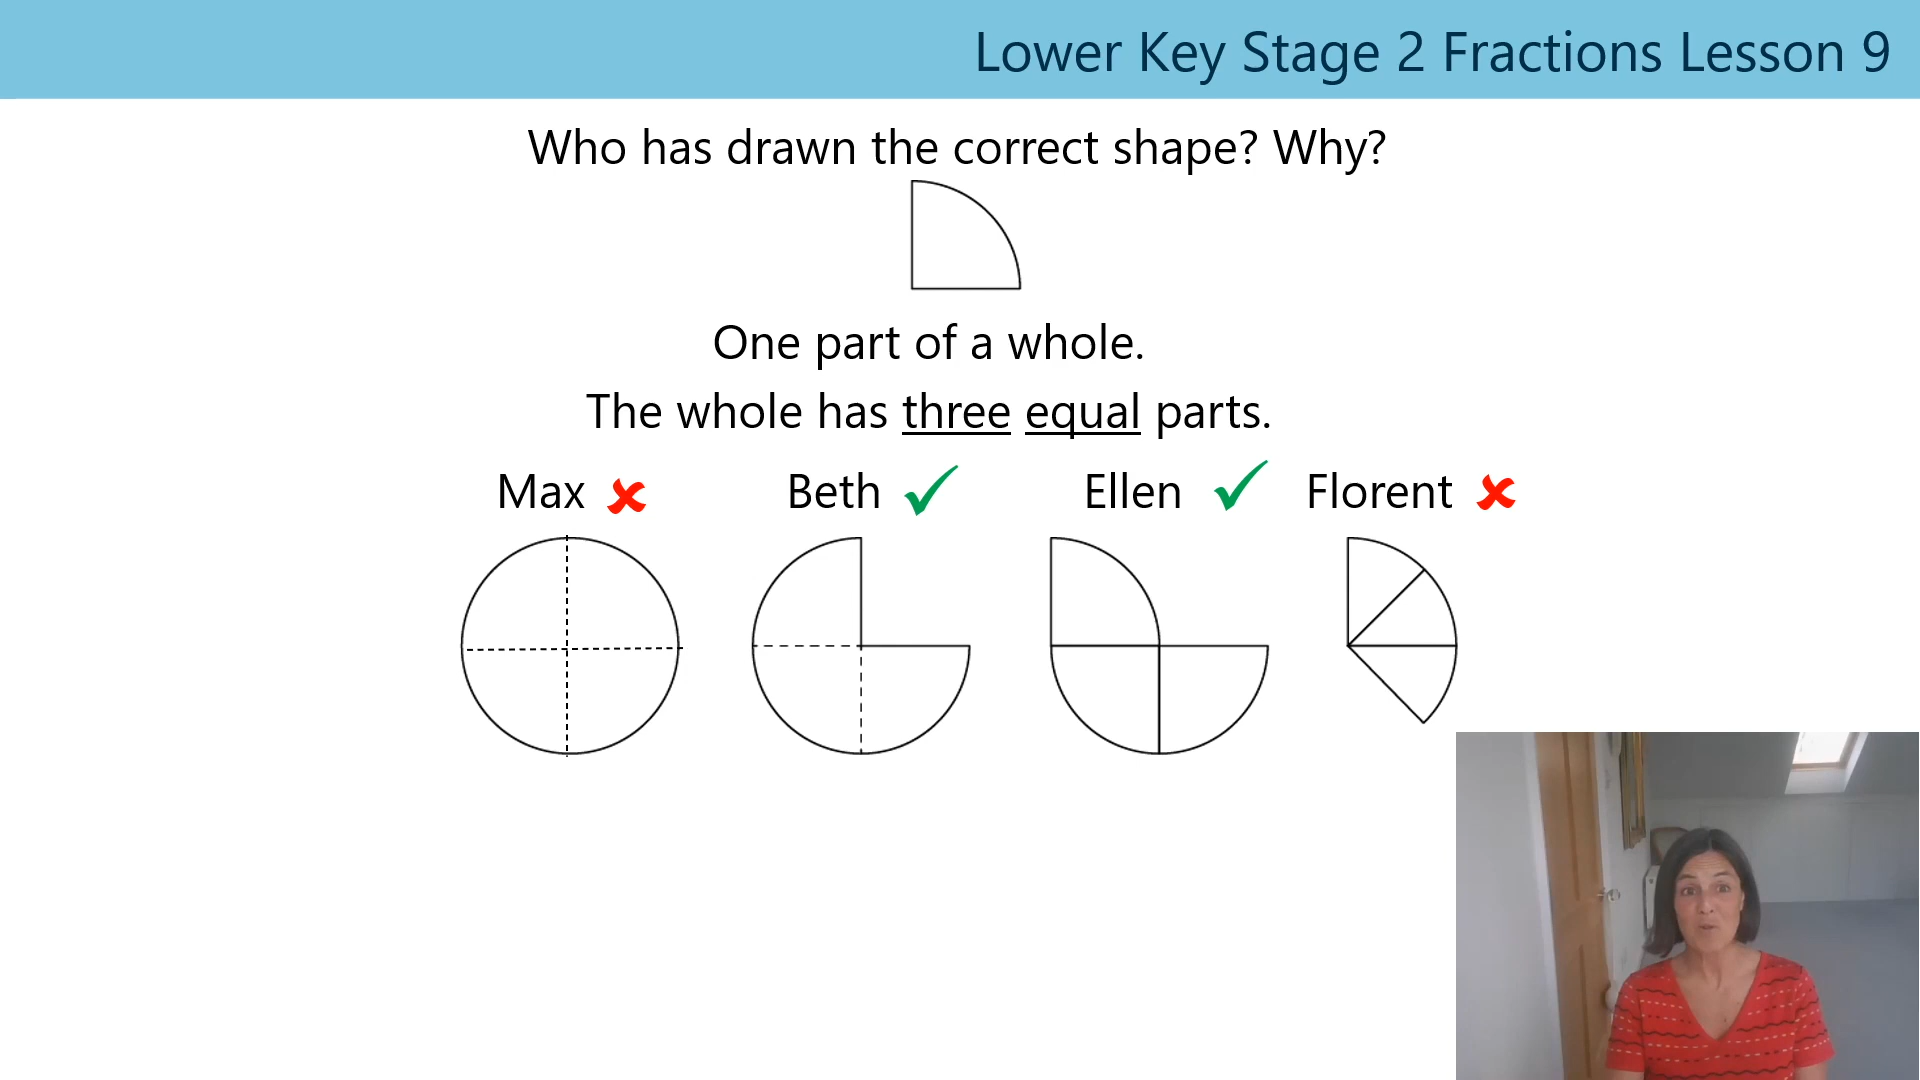 Lower Key Stage 2 Fractions Lesson 9
Who has drawn the correct shape? Why?
One part of a whole.
The whole has three equal parts.
Max
Beth
Ellen
Florent